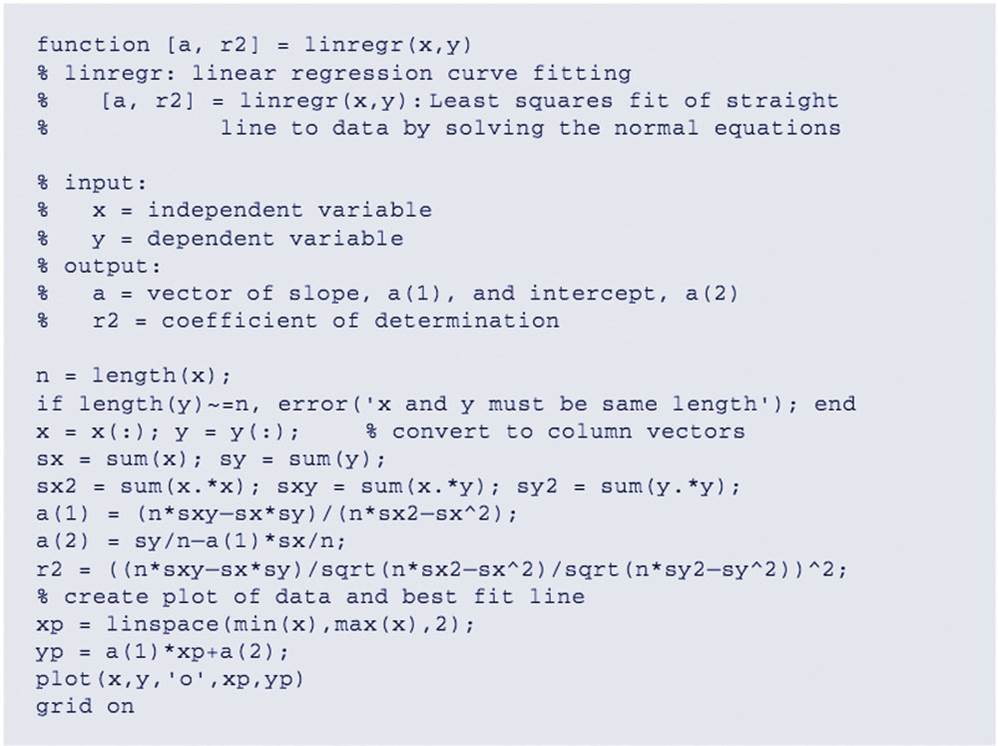 function [a, r2] = linregr(x,y)
% linregr: linear regression curve fitting
%   [a, r2] = linregr(x,y): Least squares fit of straight
%            line to data by solving the normal equations
% input:
%   x = independent variable
%   y = dependent variable
% output:
%   a = vector of slope, a(1), and intercept, a(2)
%   r2 = coefficient of determination
n = length(x);
if length(y)~=n, error('x and y must be same length'); end
x = x(:); y = y(:);     % convert to column vectors
sx = sum(x); sy = sum(y);
sx2 = sum(x.*x); sxy = sum(x.*y); sy2 = sum(y.*y);
a(1) = (n*sxy—sx*sy)/(n*sx2—sx^2);
a(2) = sy/n—a(1)*sx/n;
r2 = ((n*sxy—sx*sy)/sqrt(n*sx2—sx^2)/sqrt(n*sy2—sy^2))^2;
% create plot of data and best fit line
xp = linspace(min(x),max(x),2);
yp = a(1)*xp+a(2);
plot(x,y,'o',xp,yp)
grid on